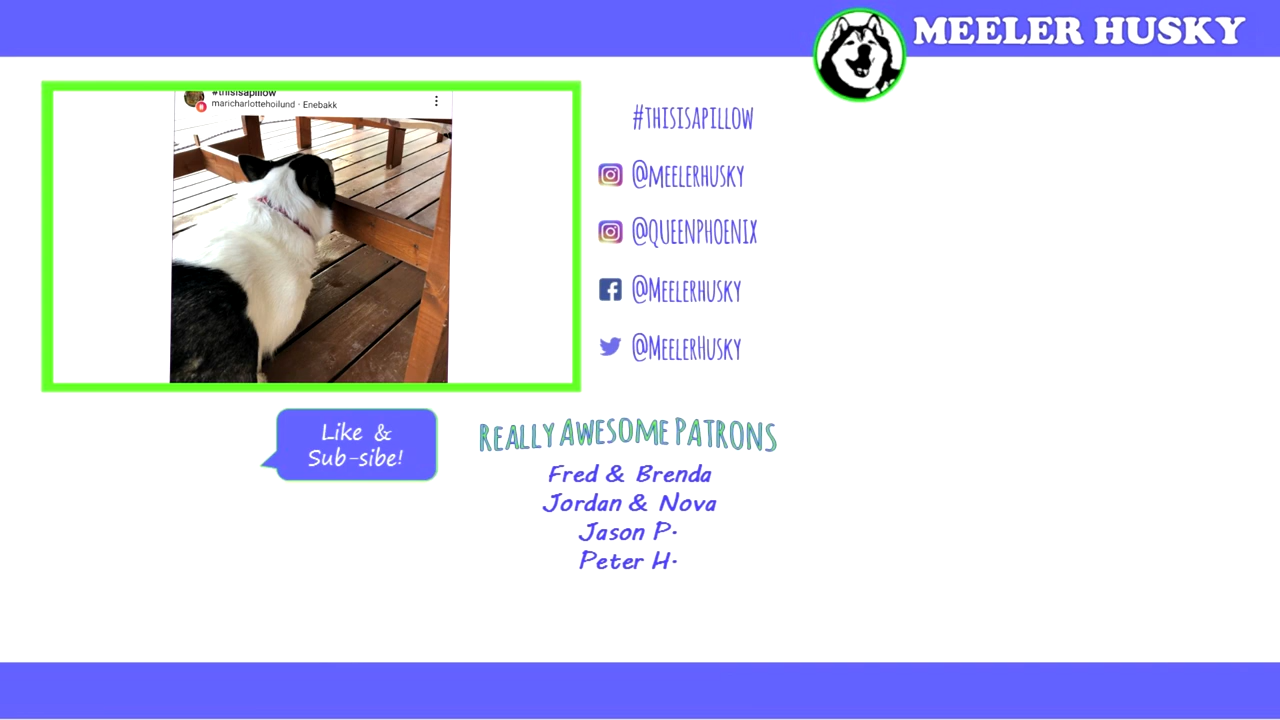 MEELER HUSKY
#thisisapillow
maricharlottehoilund · Enebakk
#THISISAPILLOW
@MEELERHUSKY
@QUEENPHOENIX
@MEELERHUSKY
@MEELERHUSKY
Like &
Sub-sibe!
REALLY AWESOME PATRONS
Fred & Brenda
Jordan & Nova
Jason P.
Peter H.